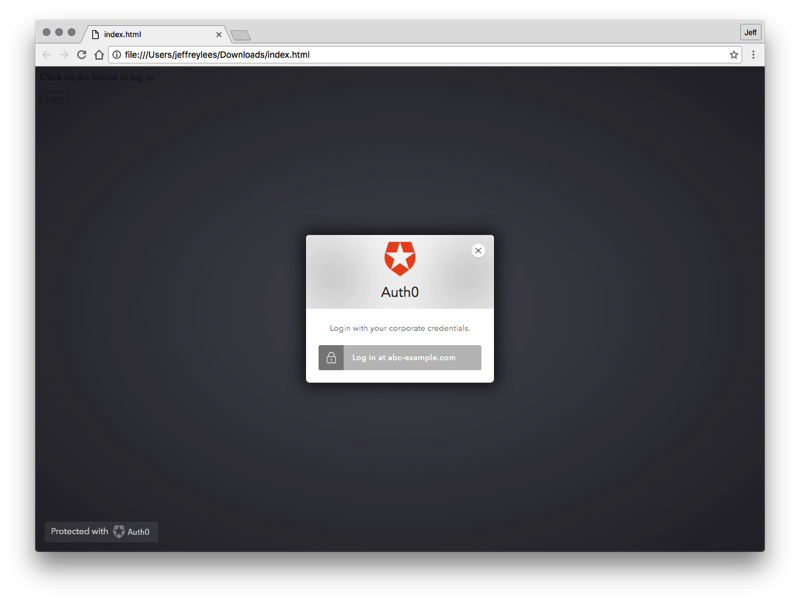 index.html
Jeff
file:///Users/jeffreylees/Downloads/index.html
Click on the button to log in
Login
Auth0
Login with your corporate credentials.
Log in at abc-example.com
Protected with Auth0